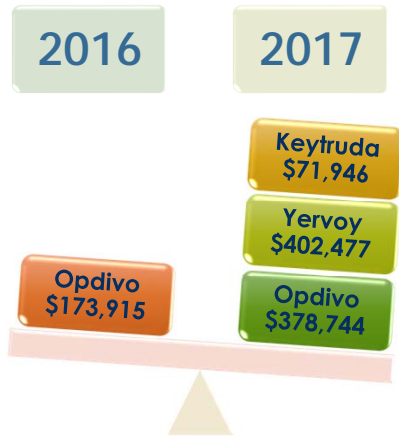 2016
2017
Keytruda
$71,946
Yervoy
$402,477
Opdivo
$173,915
Opdivo
$378,744